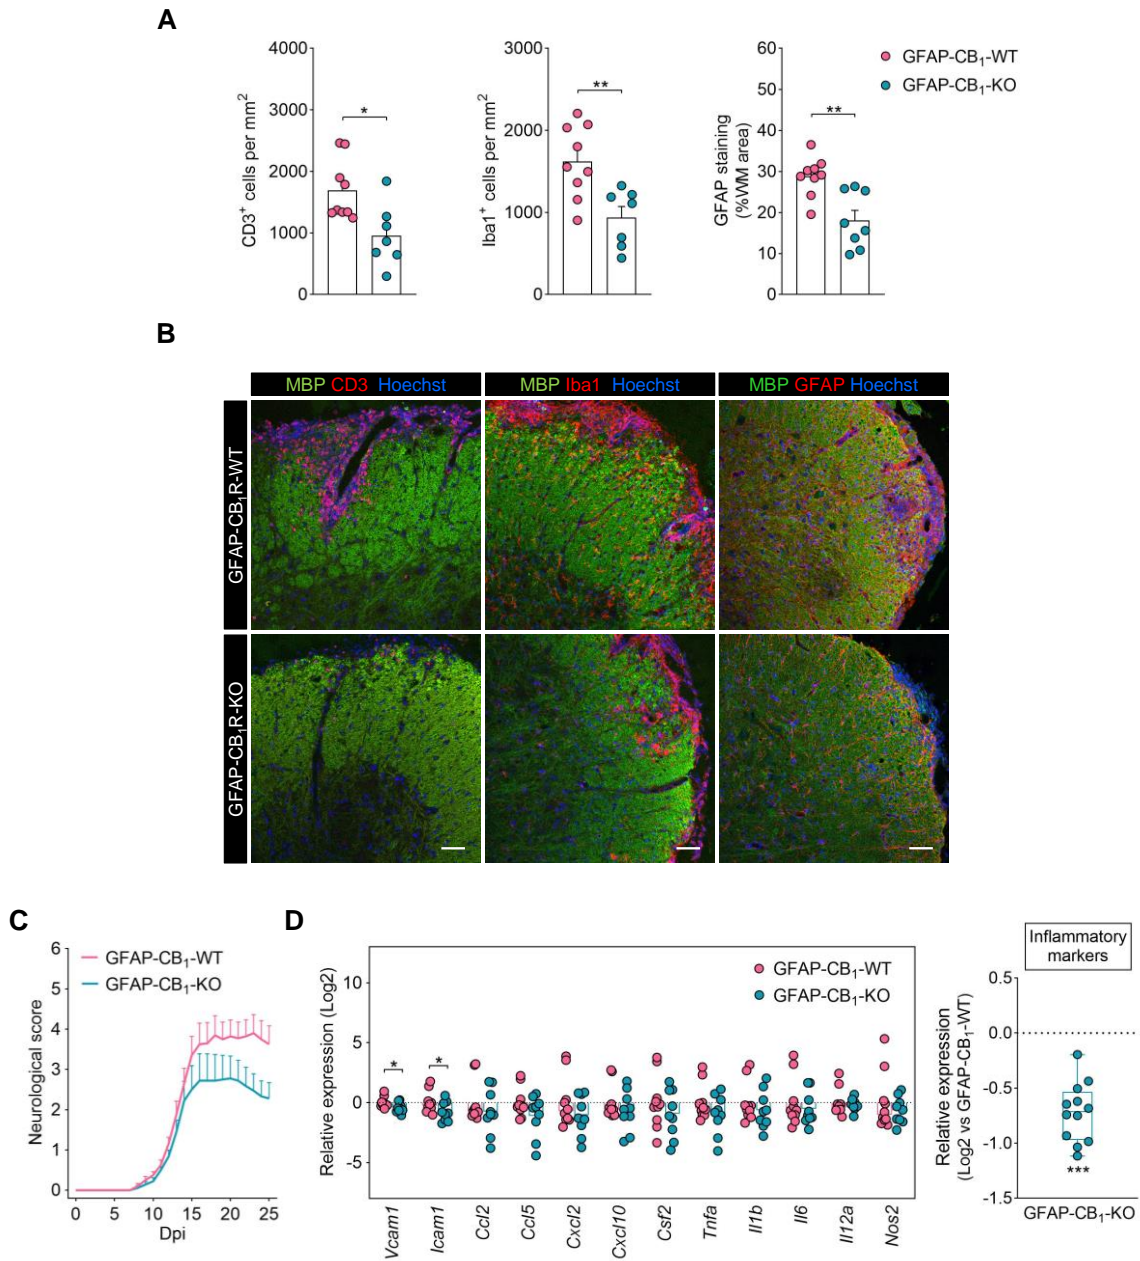 A
4000
3000
2000
1000
0
CD3+ cells per mm2
*
3000
2000
1000
0
Iba1+ cells per mm2
**
60
50
40
30
20
10
0
GFAP staining
(%WM area)
**
GFAP-CB1-WT
GFAP-CB1-KO
B
MBP CD3 Hoechst
MBP Iba1 Hoechst
MBP GFAP Hoechst
GFAP-CB1R-WT
GFAP-CB1R-KO
C
6
5
4
3
2
1
0
Neurological score
GFAP-CB1-WT
GFAP-CB1-KO
0 5 10 15 20 25
Dpi
D
10
5
0
-5
Relative expression (Log2)
GFAP-CB1-WT
GFAP-CB1-KO
* *
Vcam1 Icam1 Ccl2 Ccl5 Cxcl2 Cxcl10 Csf2 Tnfa Il1b Il6 Il12a Nos2
Inflammatory
markers
0.5
0.0
-0.5
-1.0
-1.5
Relative expression
(Log2 vs GFAP-CB1-WT)
***
GFAP-CB1-KO